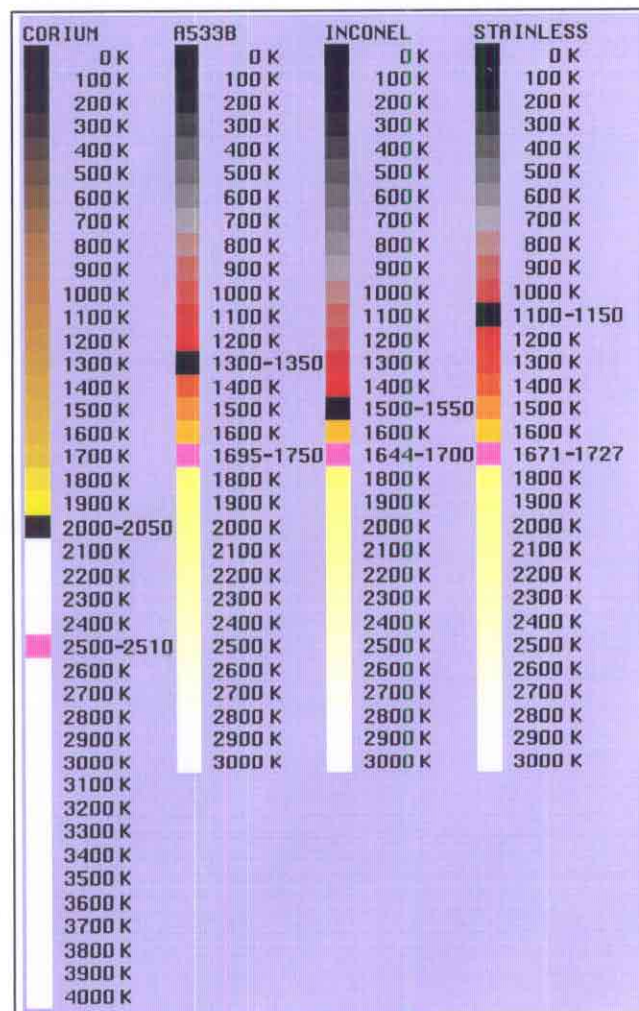 CORIUM A533B INCONEL STAINLESS
0 K 0 K 0 K 0 K
100 K 100 K 100 K 100 K
200 K 200 K 200 K 200 K
300 K 300 K 300 K 300 K
400 K 400 K 400 K 400 K
500 K 500 K 500 K 500 K
600 K 600 K 600 K 600 K
700 K 700 K 700 K 700 K
800 K 800 K 800 K 800 K
900 K 900 K 900 K 900 K
1000 K 1000 K 1000 K 1000 K
1100 K 1100 K 1100 K 1100-1150
1200 K 1200 K 1200 K 1200 K
1300 K 1300-1350 1300 K 1300 K
1400 K 1400 K 1400 K 1400 K
1500 K 1500 K 1500-1550 1500 K
1600 K 1600 K 1600 K 1600 K
1700 K 1695-1750 1644-1700 1671-1727
1800 K 1800 K 1800 K 1800 K
1900 K 1900 K 1900 K 1900 K
2000-2050 2000 K 2000 K 2000 K
2100 K 2100 K 2100 K 2100 K
2200 K 2200 K 2200 K 2200 K
2300 K 2300 K 2300 K 2300 K
2400 K 2400 K 2400 K 2400 K
2500-2510 2500 K 2500 K 2500 K
2600 K 2600 K 2600 K 2600 K
2700 K 2700 K 2700 K 2700 K
2800 K 2800 K 2800 K 2800 K
2900 K 2900 K 2900 K 2900 K
3000 K 3000 K 3000 K 3000 K
3100 K
3200 K
3300 K
3400 K
3500 K
3600 K
3700 K
3800 K
3900 K
4000 K